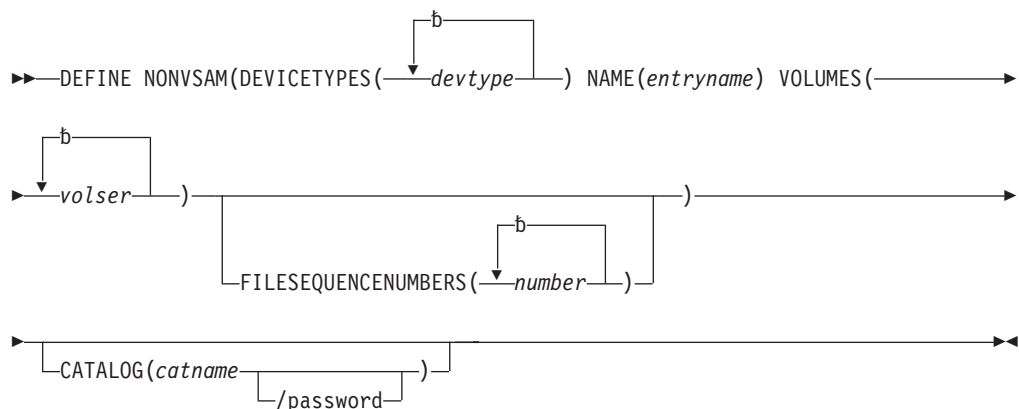 ƀ
DEFINE NONVSAM(DEVICETYPES( devtype ) NAME(entryname) VOLUMES(
ƀ
volser )
)
ƀ
FILESEQUENCENUMBERS( number )
CATALOG(catname )
/password